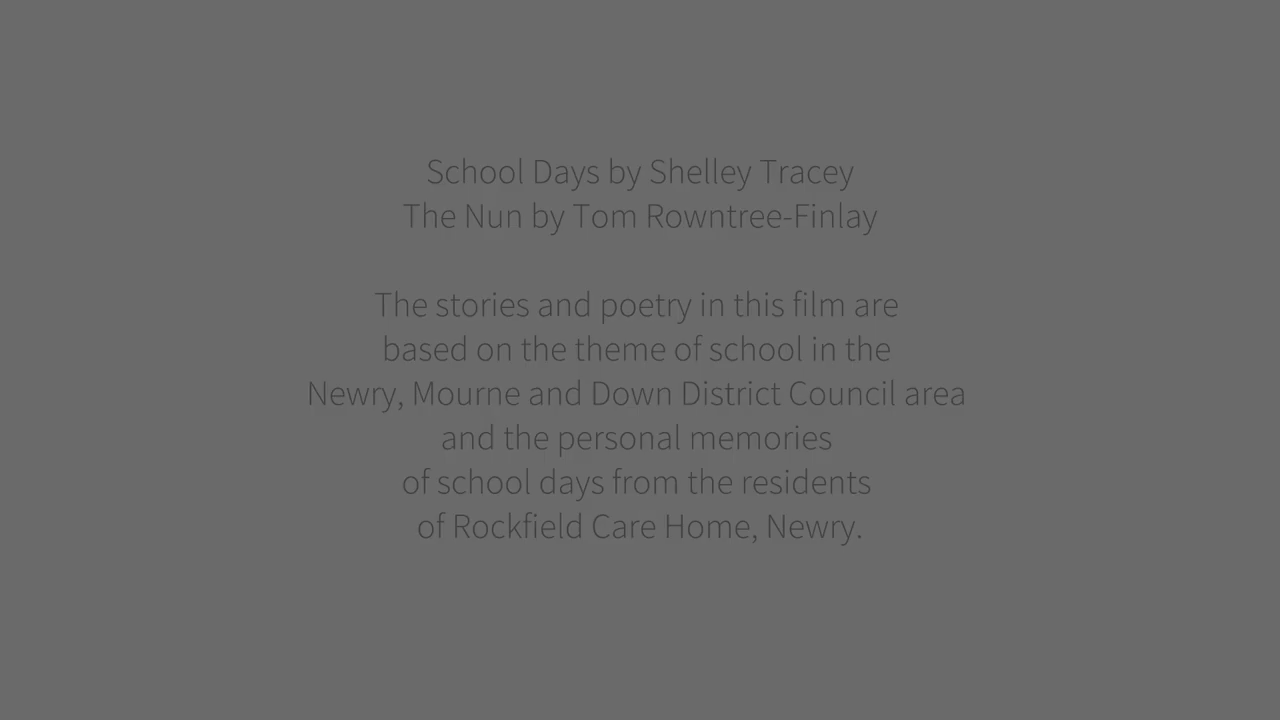 School Days by Shelley Tracey
The Nun by Tom Rowntree-Finlay
The stories and poetry in this film are
based on the theme of school in the
Newry, Mourne and Down District Council area
and the personal memories
of school days from the residents
of Rockfield Care Home, Newry.